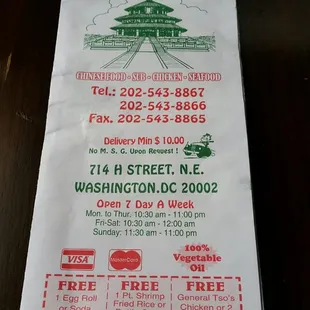 CHINESE FOOD - SUB - CHICKEN - SEAFOOD
Tel.: 202-543-8867
202-543-8866
Fax. 202-543-8865
Delivery Min $ 10.00
No M. S. G. Upon Request !
714 H STREET, N.E.
WASHINGTON.DC 20002
Open 7 Day A Week
Mon. to Thur. 10:30 am - 11:00 pm
Fri-Sat: 10:30 am - 12:00 am
Sunday: 11:30 am - 11:00 pm
VISA
MasterCard
100%
Vegetable
Oil
FREE
1 Egg Roll
or Soda
FREE
1 Pt. Shrimp
Fried Rice or
FREE
General Tso's
Chicken or 2